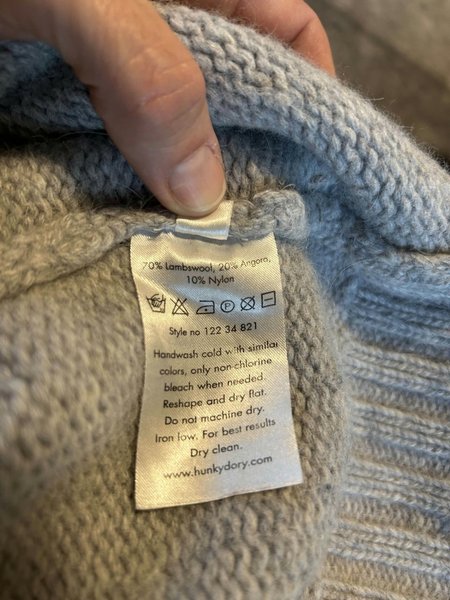 70% Lambswool, 20% Angora,
10% Nylon
Style no 122 34 821
Handwash cold with similar
colors, only non-chlorine
bleach when needed.
Reshape and dry flat.
Do not machine dry.
Iron low. For best results
Dry clean.
www.hunkydory.com